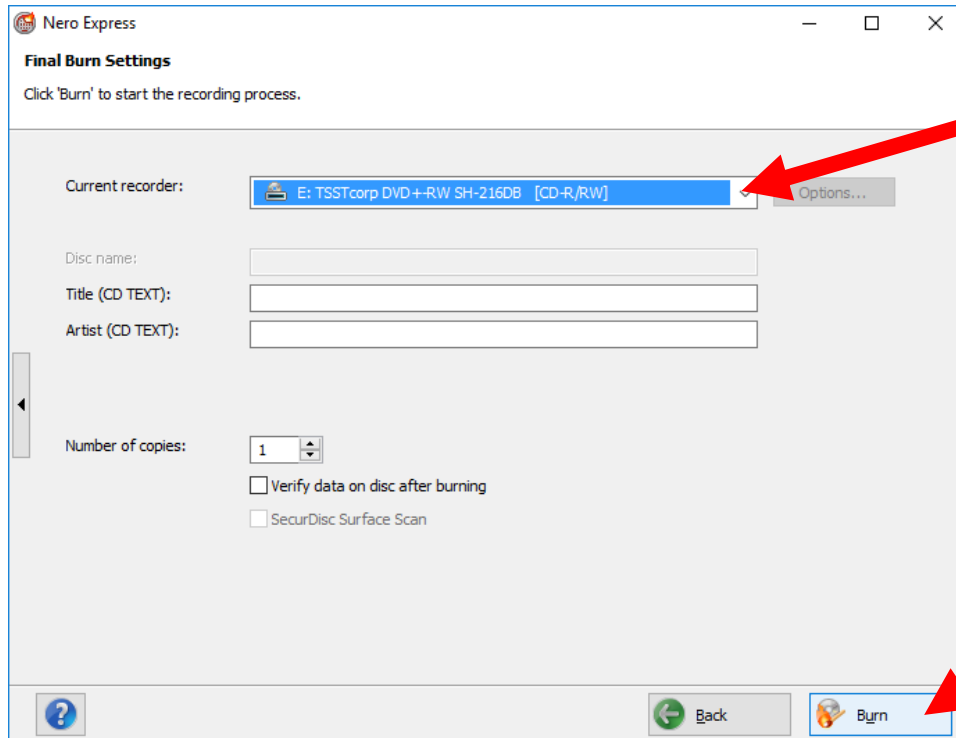 Nero Express
Final Burn Settings
Click 'Burn' to start the recording process.
Current recorder:
E: TSSTcorp DVD+-RW SH-216DB [CD-R/RW]
Options...
Disc name:
Title (CD TEXT):
Artist (CD TEXT):
Number of copies:
1
Verify data on disc after burning
SecurDisc Surface Scan
?
Back
Burn